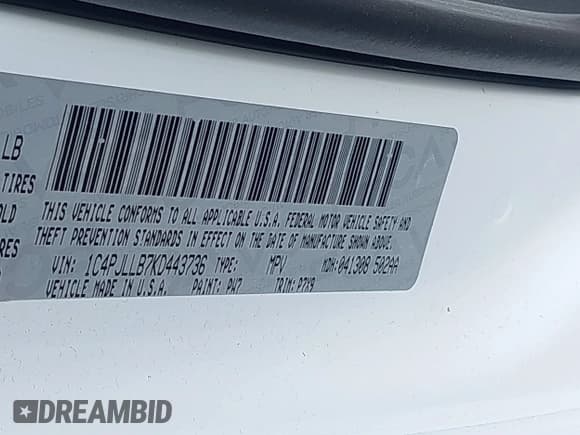 LB
TIRES
OLD
IRES
B
THIS VEHICLE CONFORMS TO ALL APPLICABLE U.S.A. FEDERAL MOTOR VEHICLE SAFETY AND
THEFT PREVENTION STANDARDS IN EFFECT ON THE DATE OF MANUFACTURE SHOWN ABOVE.
VIN: 1C4PJLLB7KD443736 TYPE: MPV MDH:041308 502AA
VEHICLE MADE IN U.S.A. PAINT: PW7 TRIM: P7X9
DREAMBID